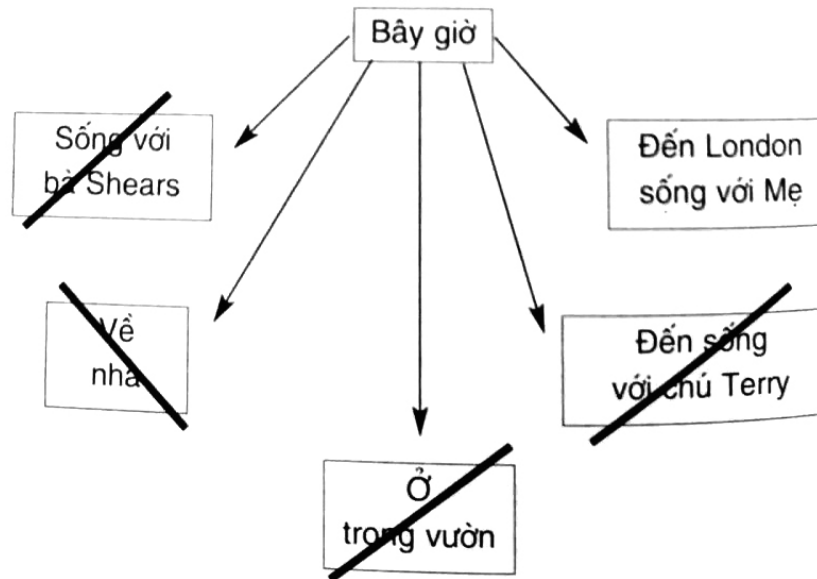 Bây giờ
Sống với
bà Shears
Đến London
sống với Mẹ
Về
nhà
Đến sống
với chú Terry
Ở
trong vườn